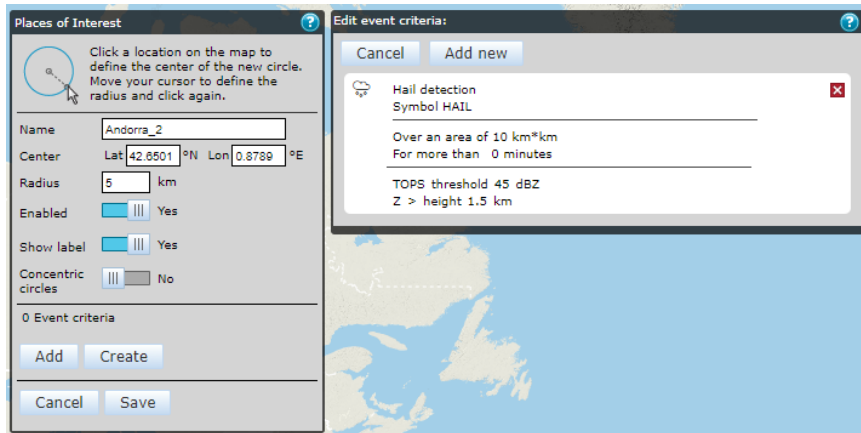 Places of Interest ?
Click a location on the map to
define the center of the new circle.
Move your cursor to define the
radius and click again.
Name Andorra_2
Center Lat 42.6501 °N Lon 0.8789 °E
Radius 5 km
Enabled Yes
Show label Yes
Concentric
circles No
0 Event criteria
Add Create
Cancel Save
Edit event criteria: ?
Cancel Add new
Hail detection
Symbol HAIL
Over an area of 10 km*km
For more than 0 minutes
TOPS threshold 45 dBZ
Z > height 1.5 km